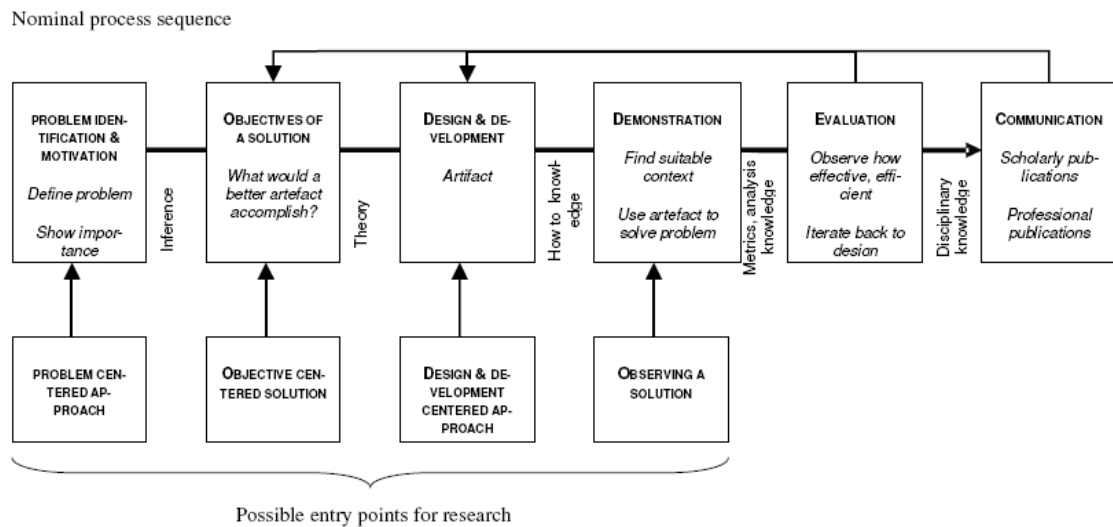 Nominal process sequence
PROBLEM IDEN-
TIFICATION &
MOTIVATION
Define problem
Show impor-
tance
Inference
OBJECTIVES OF
A SOLUTION
What would a
better artefact
accomplish?
Theory
DESIGN & DE-
VELOPMENT
Artifact
How to knowl-
edge
DEMONSTRATION
Find suitable
context
Use artefact to
solve problem
Metrics, analysis
knowledge
EVALUATION
Observe how
effective, effi-
cient
Iterate back to
design
Disciplinary
knowledge
COMMUNICATION
Scholarly pub-
lications
Professional
publications
PROBLEM CEN-
TERED AP-
PROACH
OBJECTIVE CEN-
TERED SOLUTION
DESIGN & DE-
VELOPMENT
CENTERED AP-
PROACH
OBSERVING A
SOLUTION
Possible entry points for research